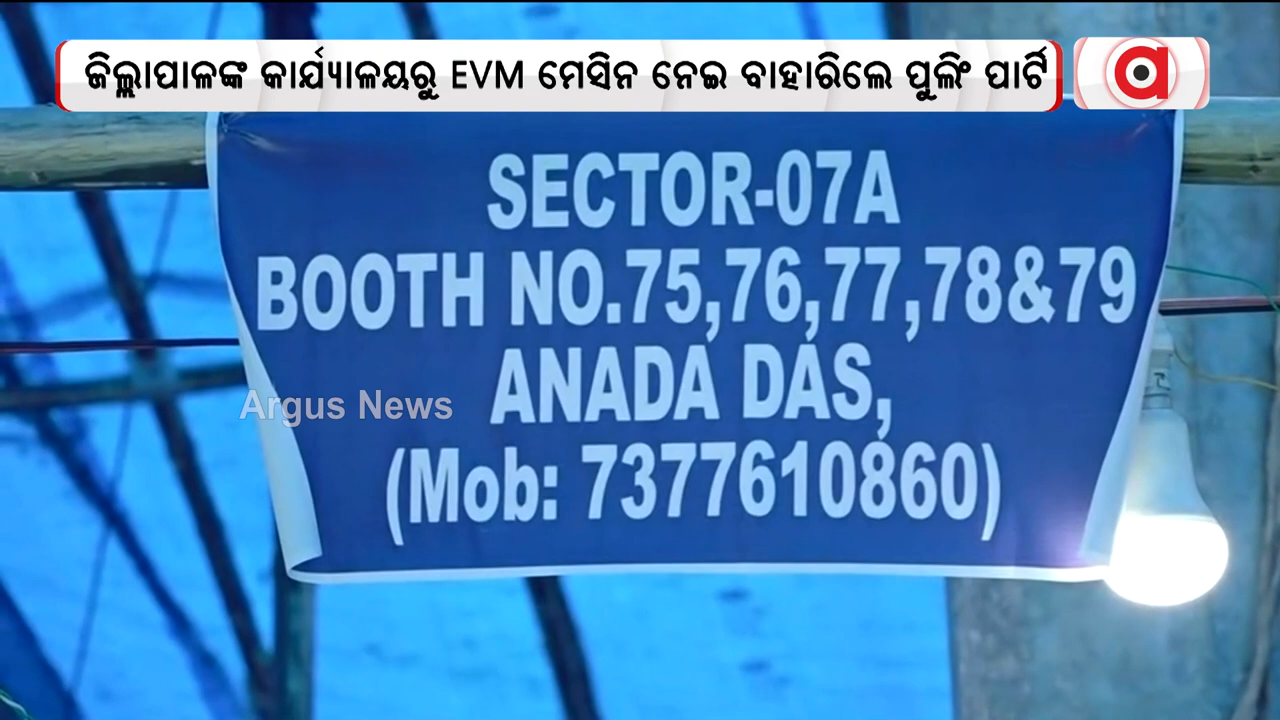 ଜିଲ୍ଲାପାଳଙ୍କ କାର୍ଯ୍ୟାଳୟରୁ EVM ମେସିନ ନେଇ ବାହାରିଲେ ପୁଲିଂ ପାର୍ଟି
a
SECTOR-07A
BOOTH NO.75,76,77,78&79
ANADA DAS,
Argus News
(Mob: 7377610860)